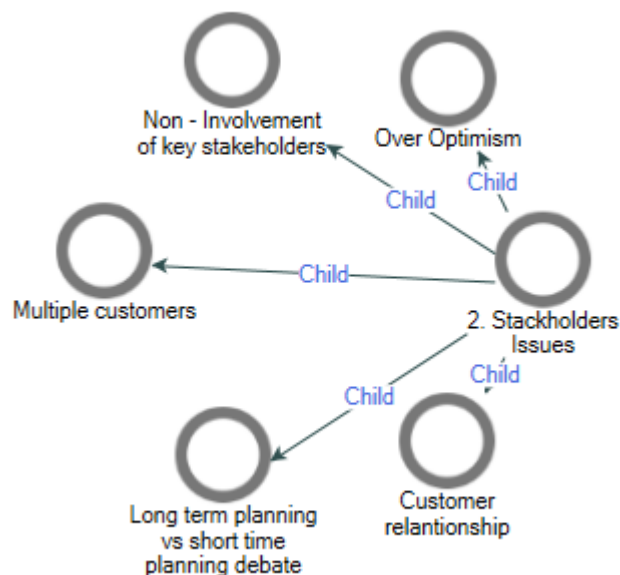 Non - Involvement
of key stakeholders
Over Optimism
Child
Child
Child
Multiple customers
2. Stackholders
Issues
Child
Child
Long term planning
vs short time
planning debate
Customer
relantionship